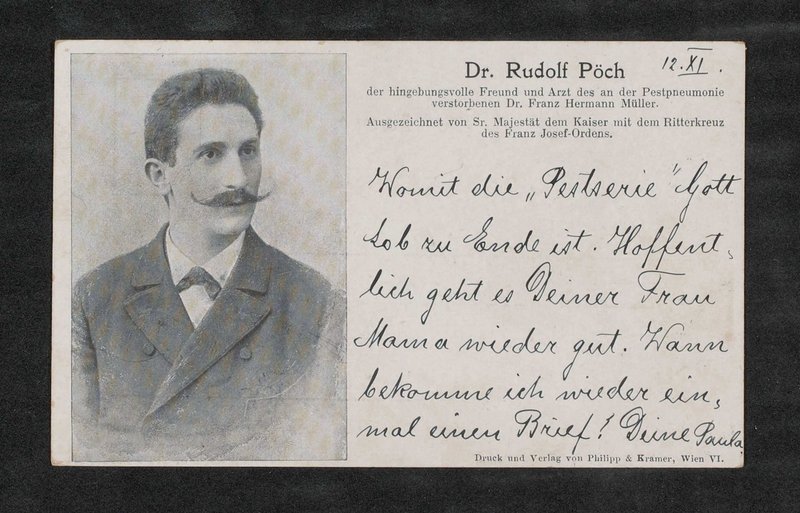 Dr. Rudolf Pöch
12.XI.
der hingebungsvolle Freund und Arzt des an der Pestpneumonie
verstorbenen Dr. Franz Hermann Müller.
Ausgezeichnet von Sr. Majestät dem Kaiser mit dem Ritterkreuz
des Franz Josef-Ordens.
Womit die „Pestserie“ Gott
Lob zu Ende ist. Hoffent„
lich geht es Deiner Frau
Mama wieder gut. Wann
bekomme ich wieder ein„
mal einen Brief! Deine Paula
Druck und Verlag von Philipp & Kramer, Wien VI.